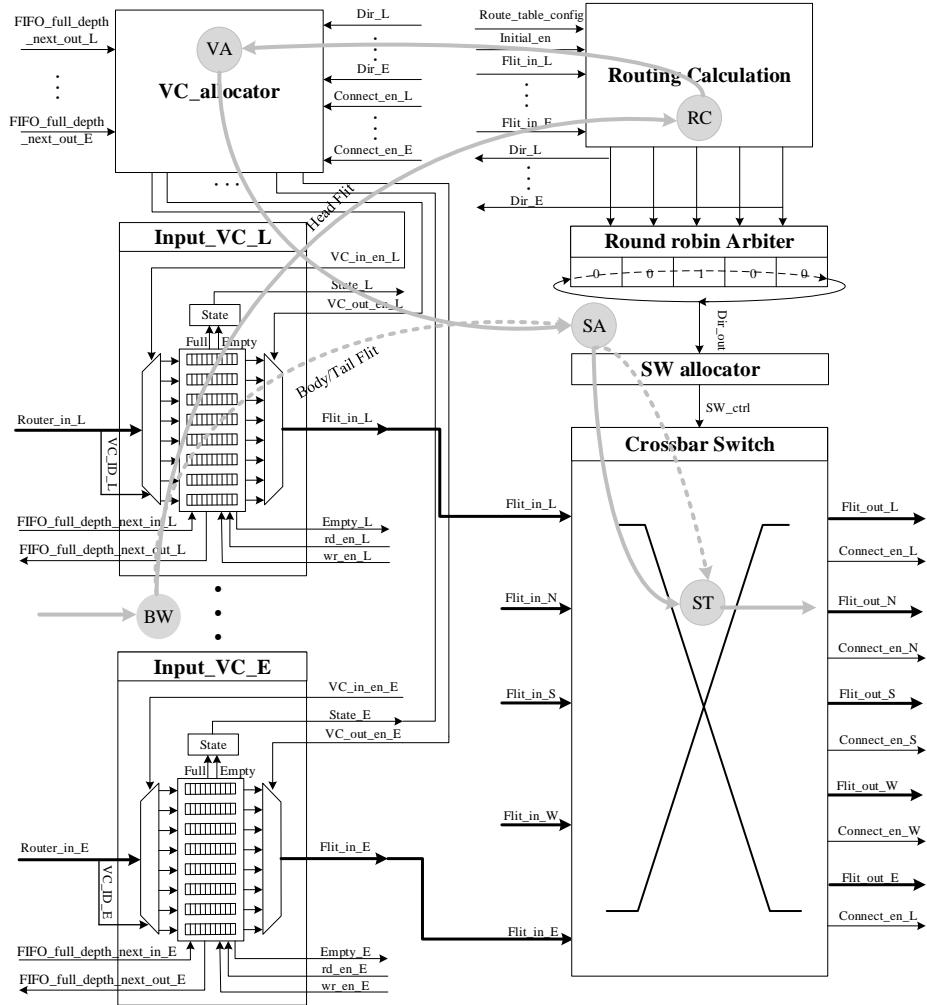 FIFO_full_depth
_next_out_L
FIFO_full_depth
_next_out_E
VA
VC_allocator
Dir_L
Dir_E
Connect_en_L
Connect_en_E
Route_table_config
Initial_en
Flit_in_L
Flit_in_E
Routing Calculation
RC
Dir_L
Dir_E
Head Flit
Round robin Arbiter
0 0 1 0 0
Dir_out
SA
SW allocator
SW_ctrl
Input_VC_L
VC_in_en_L
State_L
VC_out_en_L
State
Full Empty
Body/Tail Flit
Router_in_L
VC_ID_L
Flit_in_L
FIFO_full_depth_next_in_L
FIFO_full_depth_next_out_L
Empty_L
rd_en_L
wr_en_L
BW
Input_VC_E
VC_in_en_E
State_E
VC_out_en_E
State
Full Empty
Router_in_E
VC_ID_E
Flit_in_E
FIFO_full_depth_next_in_E
FIFO_full_depth_next_out_E
Empty_E
rd_en_E
wr_en_E
Crossbar Switch
Flit_in_L
Flit_in_N
Flit_in_S
Flit_in_W
Flit_in_E
ST
Flit_out_L
Connect_en_L
Flit_out_N
Connect_en_N
Flit_out_S
Connect_en_S
Flit_out_W
Connect_en_W
Flit_out_E
Connect_en_L